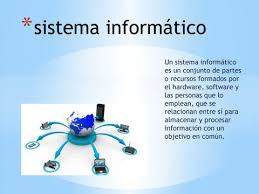 *sistema informático
Un sistema informático
es un conjunto de partes
o recursos formados por
el hardware, software y
las personas que lo
emplean, que se
relacionan entre sí para
almacenar y procesar
información con un
objetivo en común.